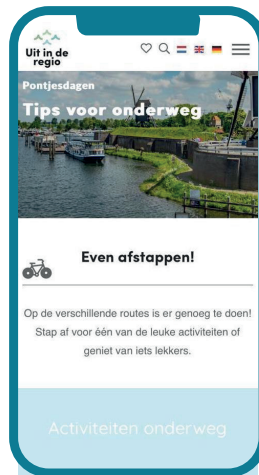 Uit in de
regio
Pontjesdagen
Tips voor onderweg
Even afstappen!
Op de verschillende routes is er genoeg te doen!
Stap af voor één van de leuke activiteiten of
geniet van iets lekkers.
Activiteiten onderweg